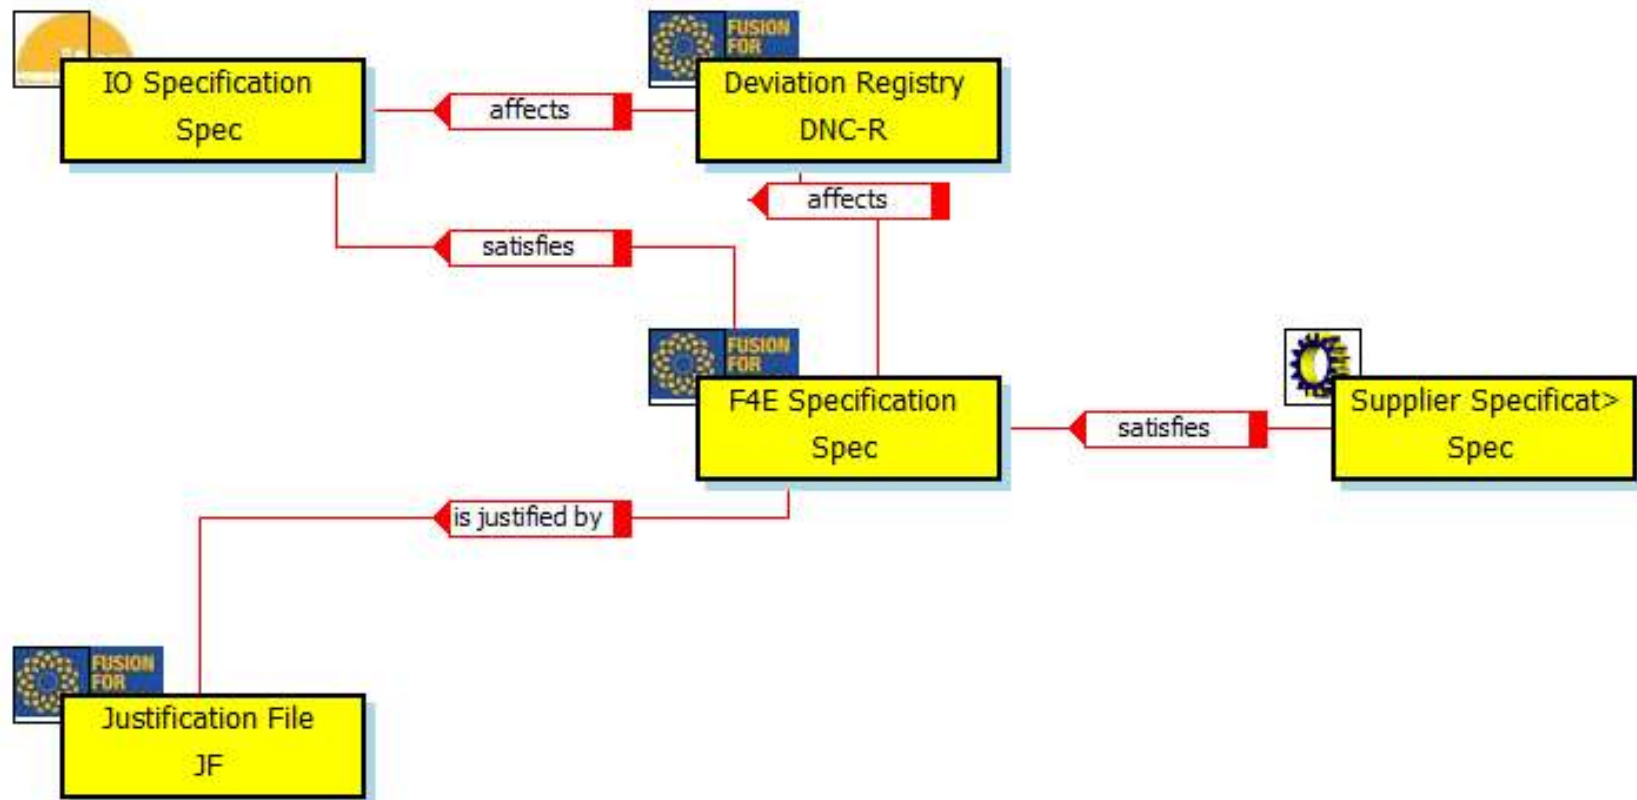 FUSION
FOR
IO Specification
Spec
affects
Deviation Registry
DNC-R
affects
satisfies
FUSION
FOR
F4E Specification
Spec
satisfies
Supplier Specificat>
Spec
is justified by
FUSION
FOR
Justification File
JF